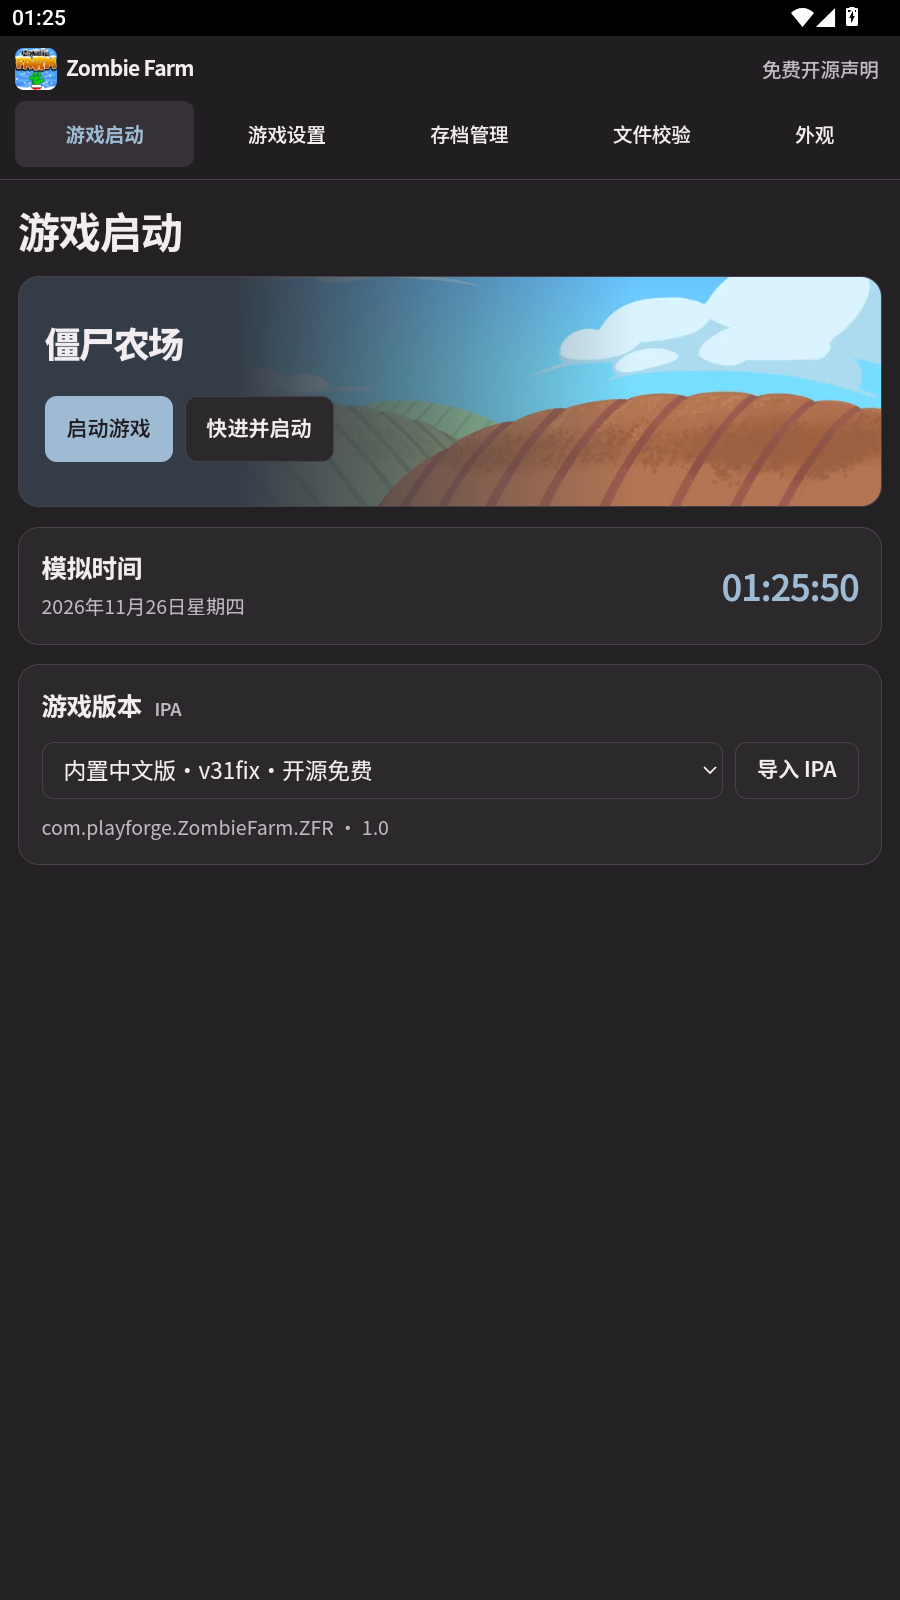 01:25
Zombie Farm
免费开源声明
游戏启动 游戏设置 存档管理 文件校验 外观
游戏启动
僵尸农场
启动游戏 快进并启动
模拟时间
2026年11月26日星期四
01:25:50
游戏版本 IPA
内置中文版・v31fix・开源免费
导入 IPA
com.playforge.ZombieFarm.ZFR ・ 1.0